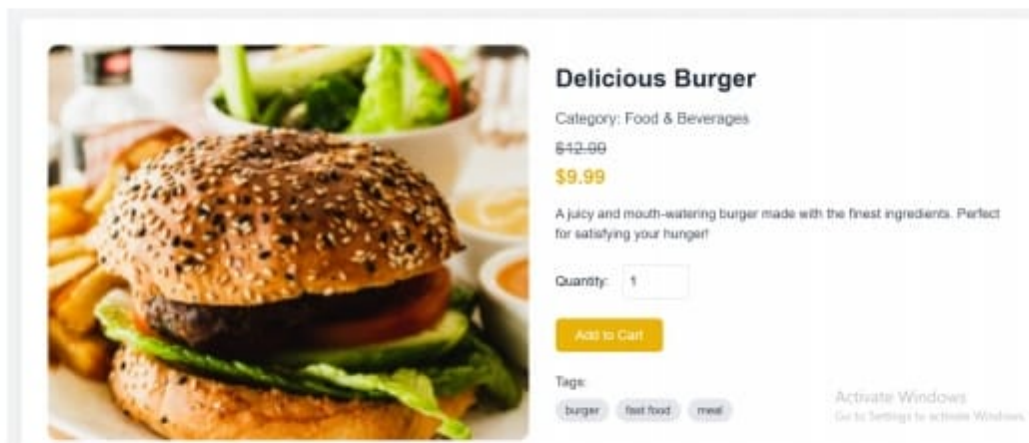 Delicious Burger
Category: Food & Beverages
$12.99
$9.99
A juicy and mouth-watering burger made with the finest ingredients. Perfect
for satisfying your hunger!
Quantity: 1
Add to Cart
Tags:
burger fast food meal
Activate Windows
Go to Settings to activate Windows.